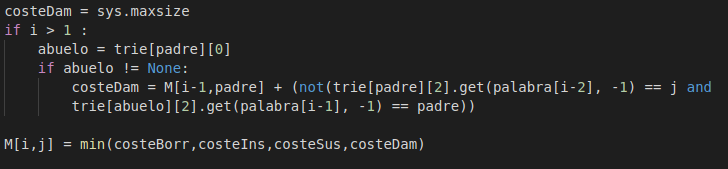 costeDam = sys.maxsize
if i > 1 :
abuelo = trie[padre][0]
if abuelo != None:
costeDam = M[i-1,padre] + (not(trie[padre][2].get(palabra[i-2], -1) == j and
trie[abuelo][2].get(palabra[i-1], -1) == padre))
M[i,j] = min(costeBorr,costeIns,costeSus,costeDam)